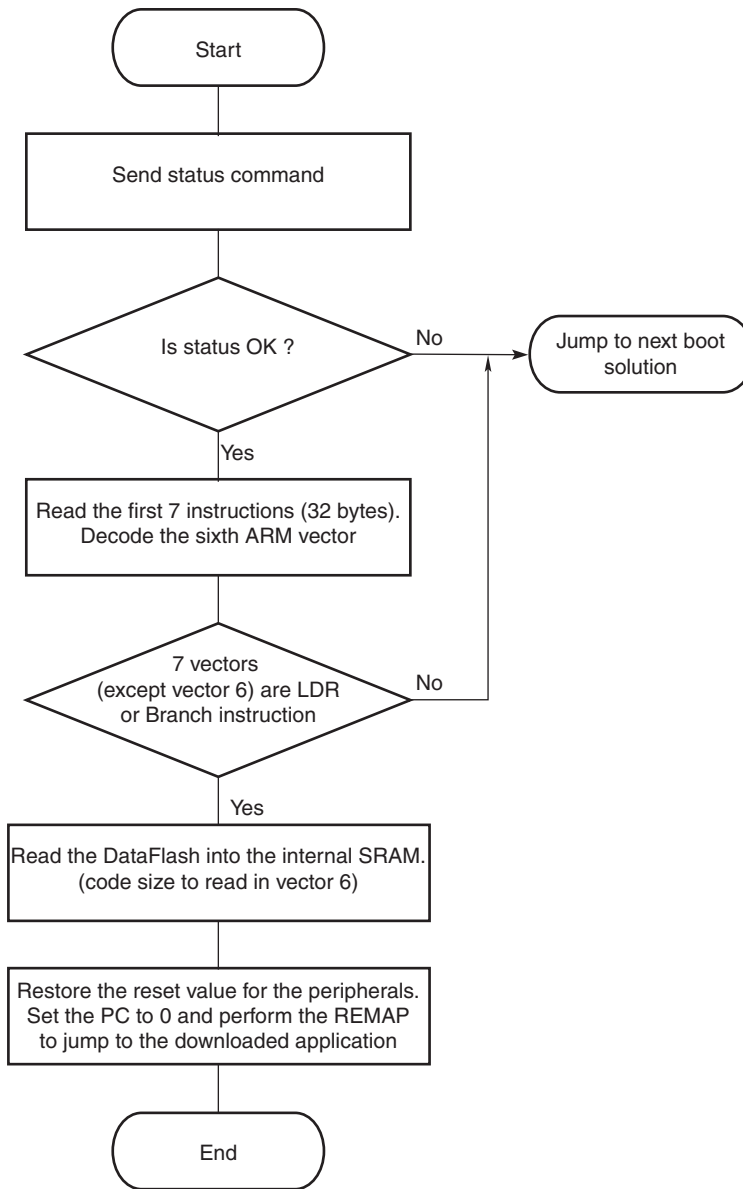 Start
Send status command
Is status OK ?
No
Jump to next boot
solution
Yes
Read the first 7 instructions (32 bytes).
Decode the sixth ARM vector
7 vectors
(except vector 6) are LDR
or Branch instruction
No
Yes
Read the DataFlash into the internal SRAM.
(code size to read in vector 6)
Restore the reset value for the peripherals.
Set the PC to 0 and perform the REMAP
to jump to the downloaded application
End